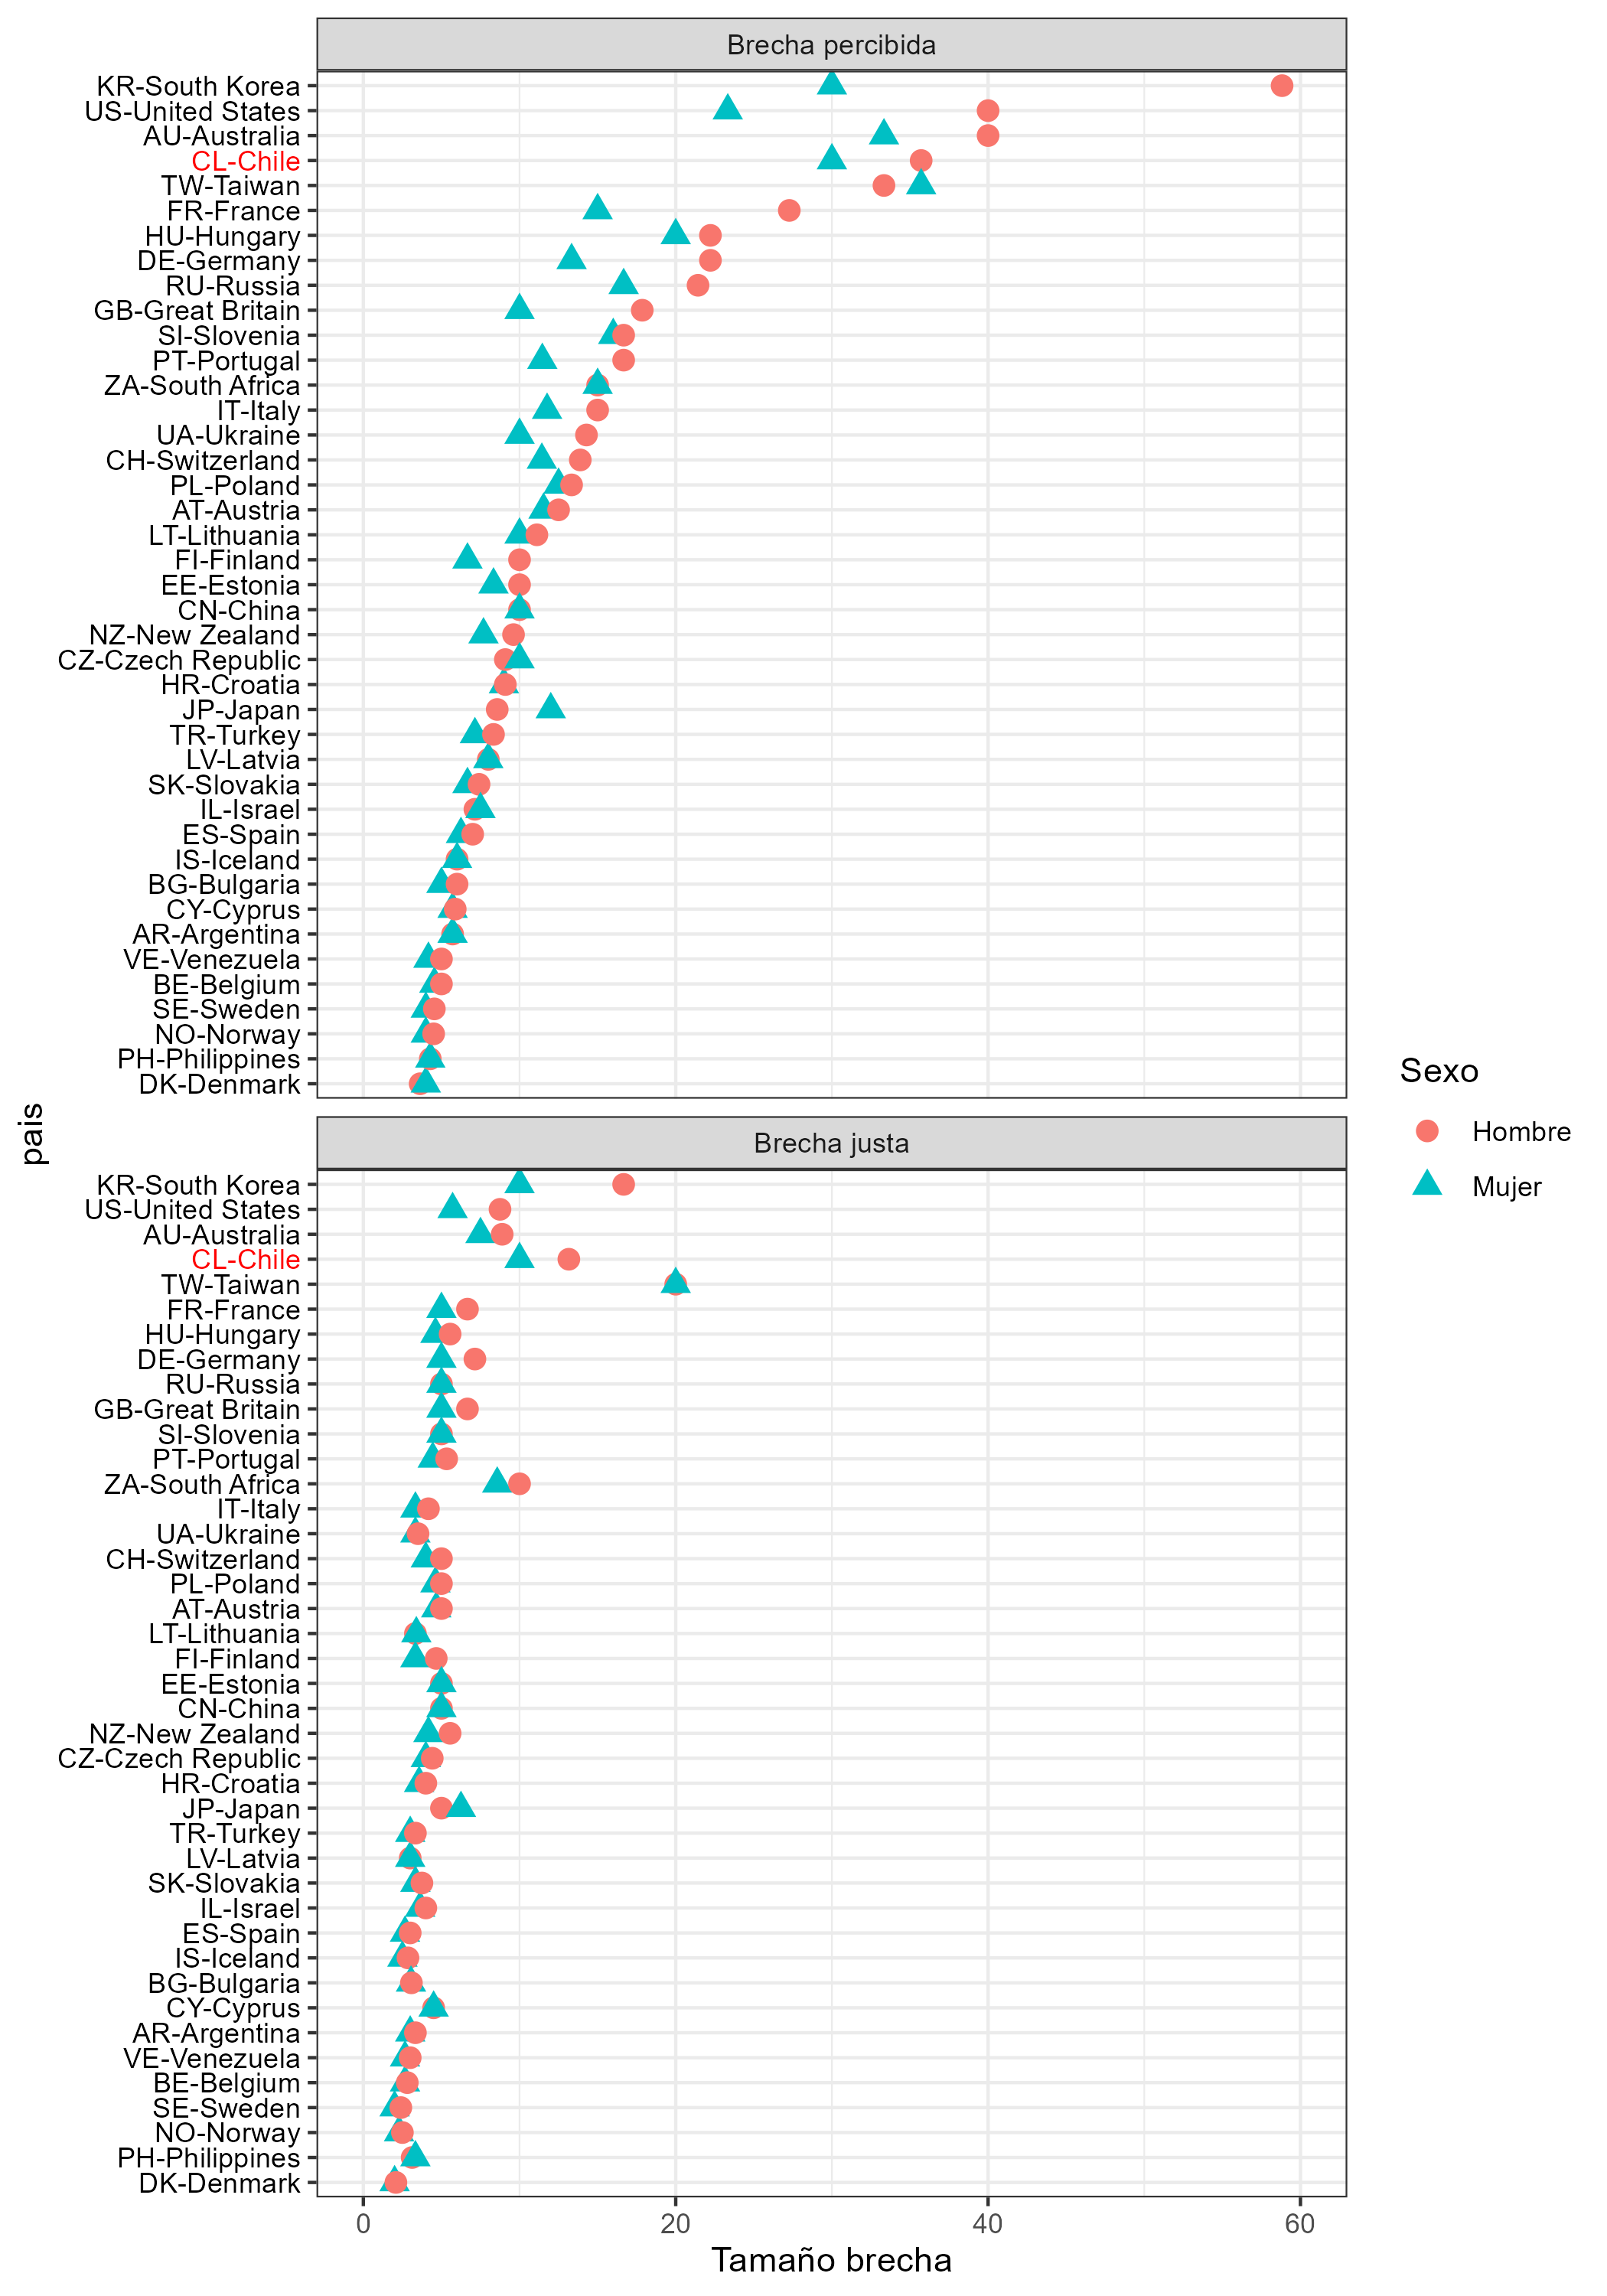 Brecha percibida
KR-South Korea
US-United States
AU-Australia
CL-Chile
TW-Taiwan
FR-France
HU-Hungary
DE-Germany
RU-Russia
GB-Great Britain
SI-Slovenia
PT-Portugal
ZA-South Africa
IT-Italy
UA-Ukraine
CH-Switzerland
PL-Poland
AT-Austria
LT-Lithuania
FI-Finland
EE-Estonia
CN-China
NZ-New Zealand
CZ-Czech Republic
HR-Croatia
JP-Japan
TR-Turkey
LV-Latvia
SK-Slovakia
IL-Israel
ES-Spain
IS-Iceland
BG-Bulgaria
CY-Cyprus
AR-Argentina
VE-Venezuela
BE-Belgium
SE-Sweden
NO-Norway
PH-Philippines
DK-Denmark
pais
Brecha justa
KR-South Korea
US-United States
AU-Australia
CL-Chile
TW-Taiwan
FR-France
HU-Hungary
DE-Germany
RU-Russia
GB-Great Britain
SI-Slovenia
PT-Portugal
ZA-South Africa
IT-Italy
UA-Ukraine
CH-Switzerland
PL-Poland
AT-Austria
LT-Lithuania
FI-Finland
EE-Estonia
CN-China
NZ-New Zealand
CZ-Czech Republic
HR-Croatia
JP-Japan
TR-Turkey
LV-Latvia
SK-Slovakia
IL-Israel
ES-Spain
IS-Iceland
BG-Bulgaria
CY-Cyprus
AR-Argentina
VE-Venezuela
BE-Belgium
SE-Sweden
NO-Norway
PH-Philippines
DK-Denmark
0 20 40 60
Tamaño brecha
Sexo
Hombre
Mujer